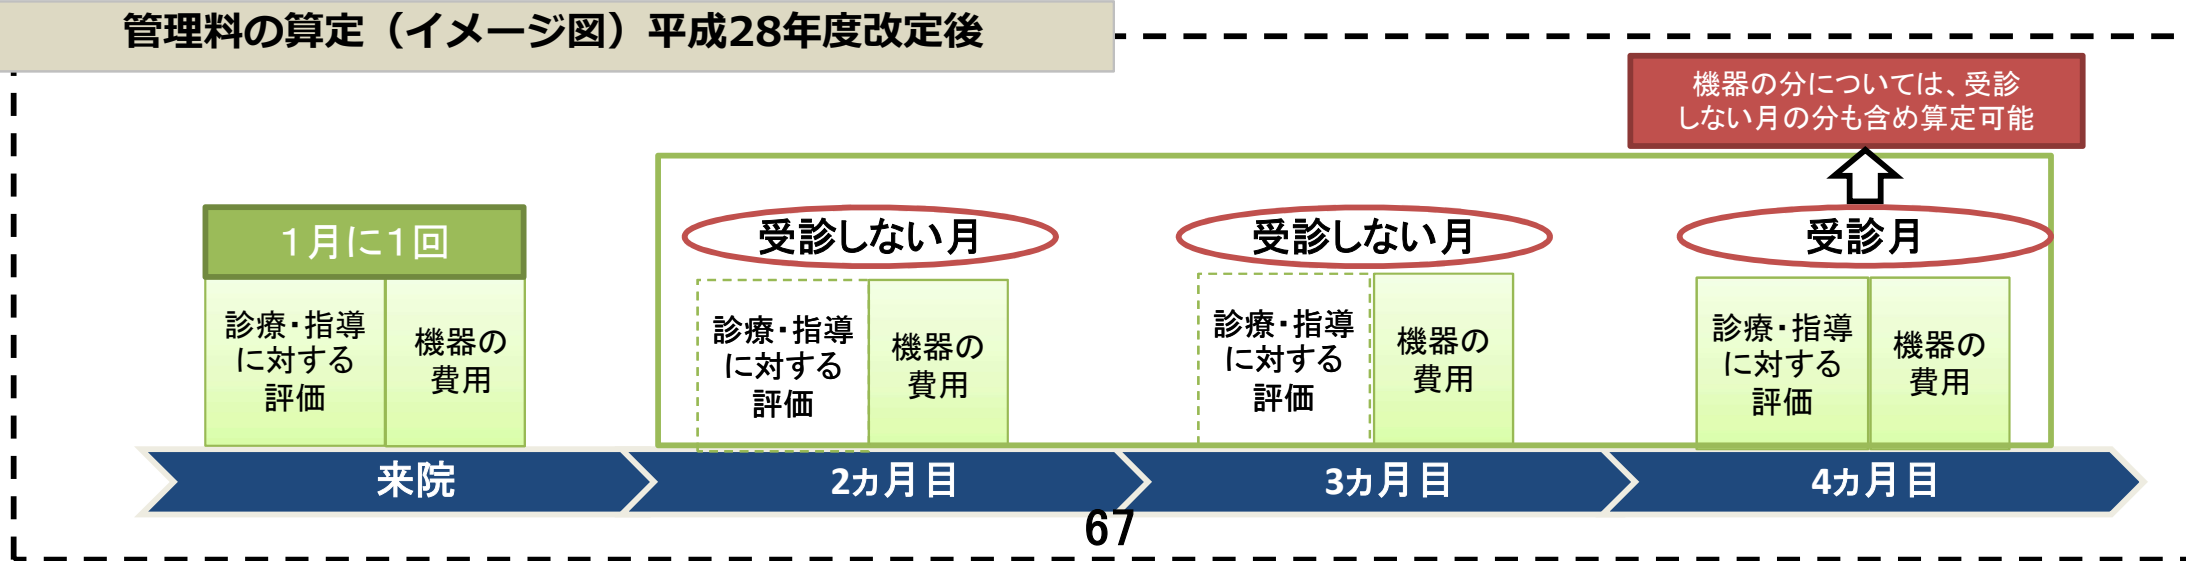 管理料の算定（イメージ図）平成28年度改定後
機器の分については、受診
しない月の分も含め算定可能
１月に１回
診療・指導
に対する
評価
機器の
費用
受診しない月
診療・指導
に対する
評価
機器の
費用
受診しない月
診療・指導
に対する
評価
機器の
費用
受診月
診療・指導
に対する
評価
機器の
費用
来院
2カ月目
3カ月目
4カ月目
67